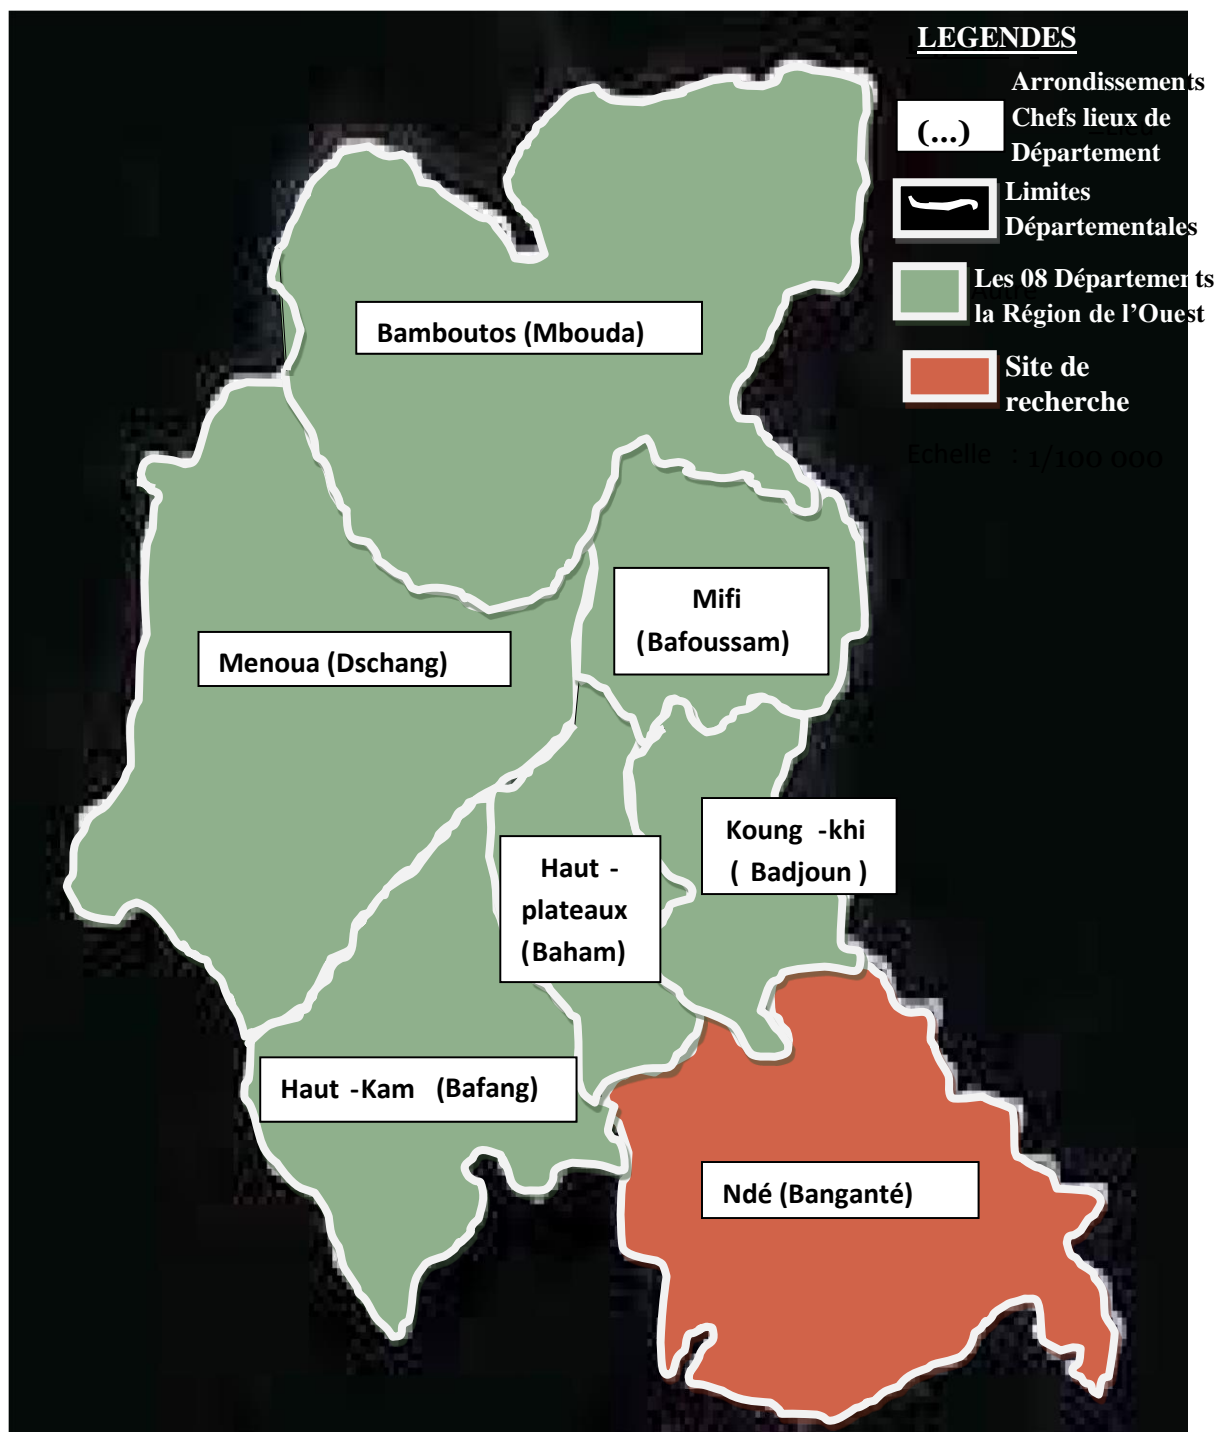 LEGENDES
Arrondissements
(...) Chefs lieux de
Département
Limites
Départementales
Les 08 Départements
la Région de l’Ouest
Site de
recherche
Echelle : 1/100 000
Bamboutos (Mbouda)
Mifi
(Bafoussam)
Menoua (Dschang)
Koung -khi
( Badjoun )
Haut -
plateaux
(Baham)
Haut -Kam (Bafang)
Ndé (Banganté)